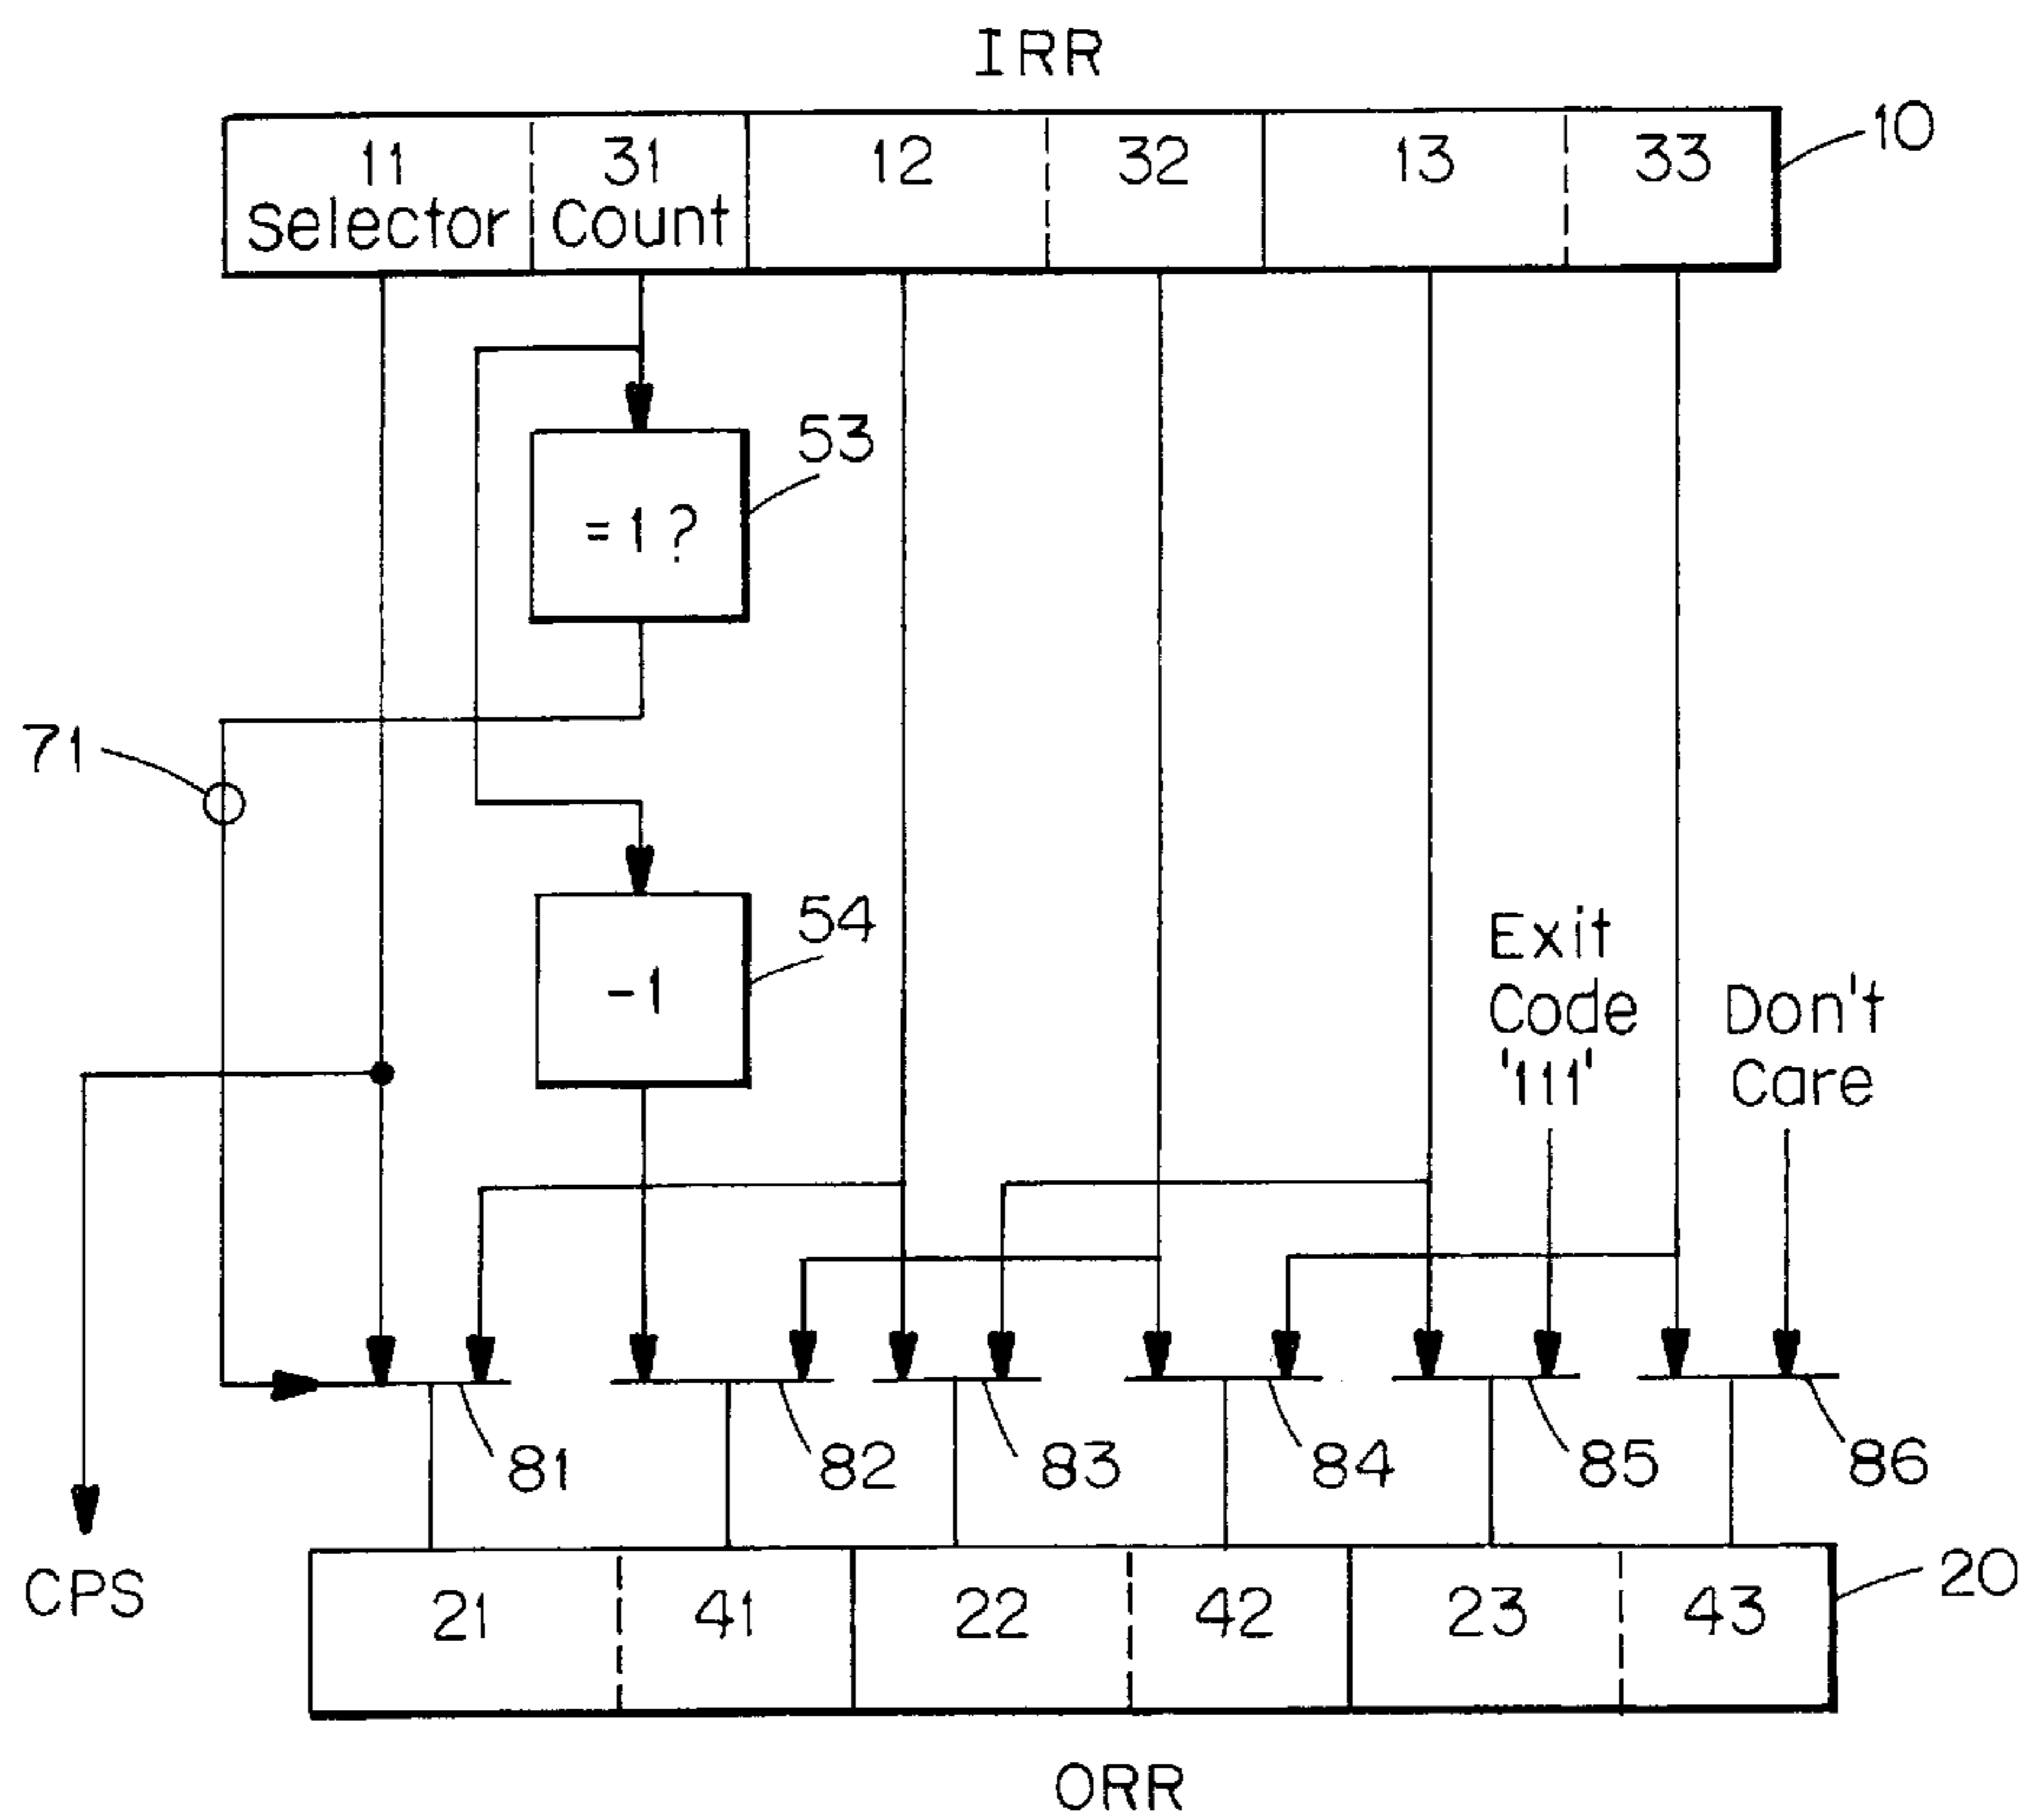 IRR
11 31 12 32 13 33 10
Selector Count
53
=1?
71
54
-1
Exit
Code
'111'
Don't
Care
81 82 83 84 85 86
CPS
21 41 22 42 23 43 20
ORR